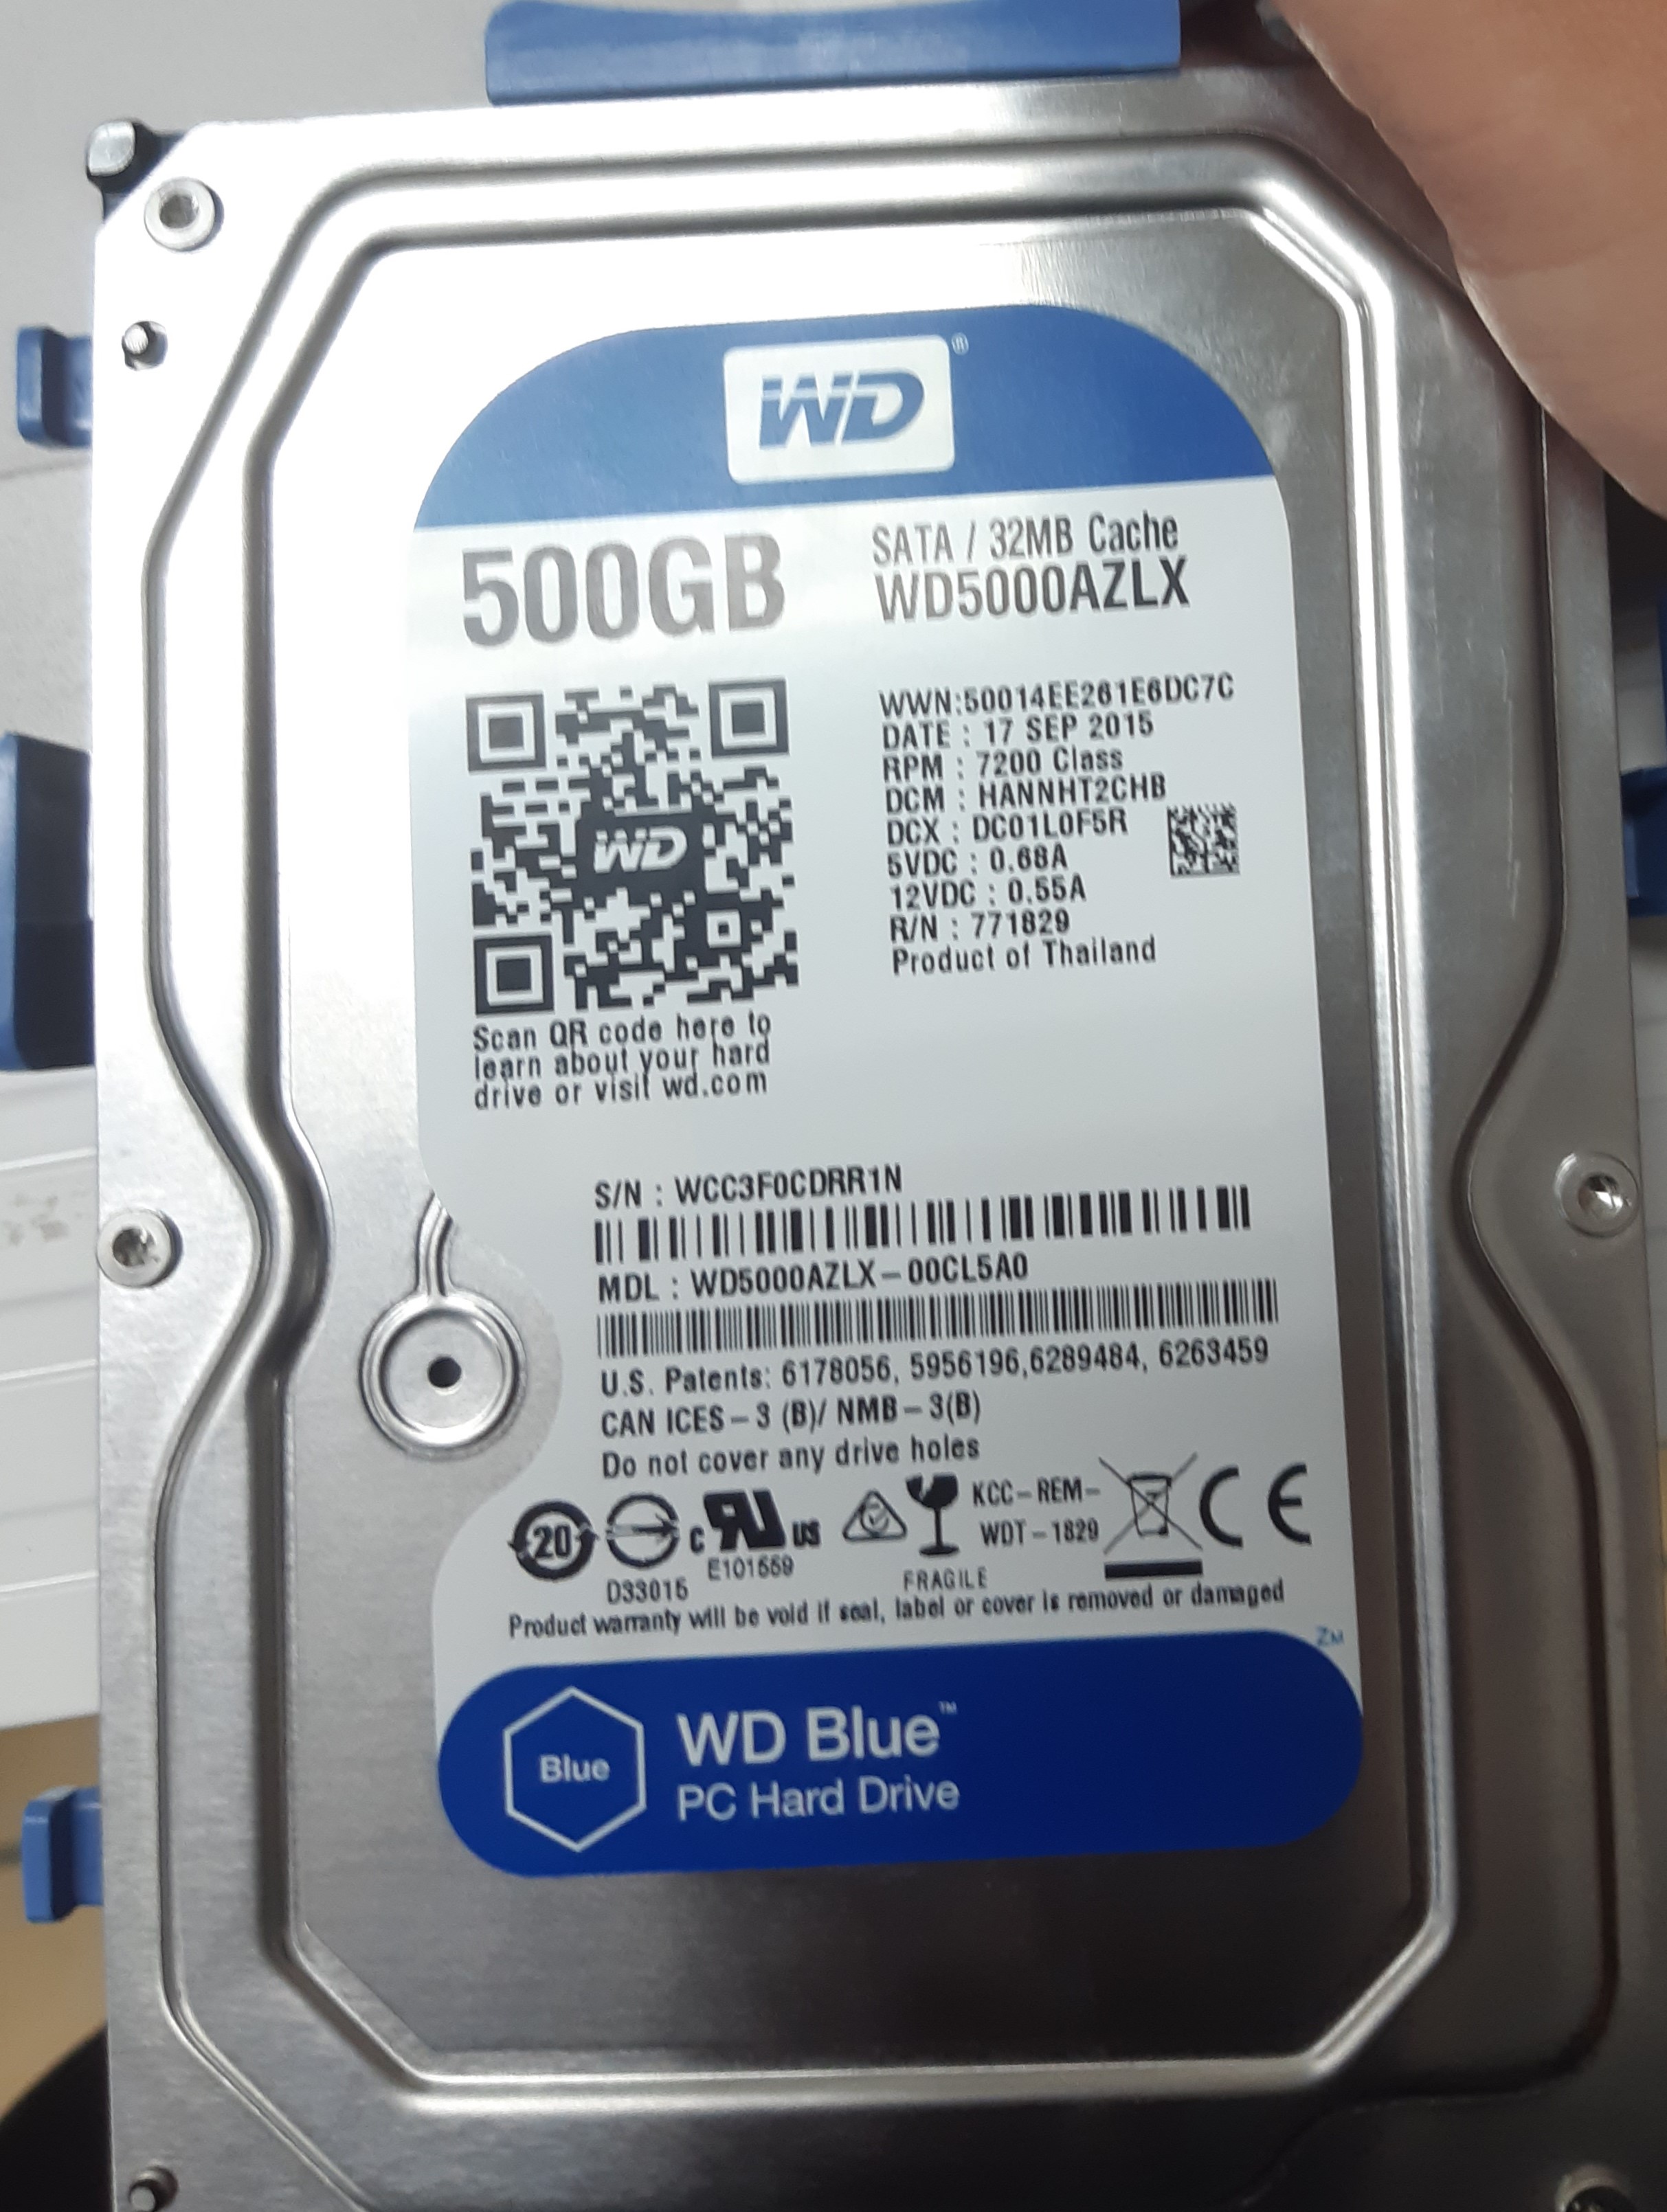 WD®
500GB
SATA / 32MB Cache
WD5000AZLX
WWN:50014EE261E6DC7C
DATE : 17 SEP 2015
RPM : 7200 Class
DCM : HANNHT2CHB
DCX : DC01L0F5R
5VDC : 0.68A
12VDC : 0.55A
R/N : 771829
Product of Thailand
WD
Scan QR code here to
learn about your hard
drive or visit wd.com
S/N : WCC3F0CDRR1N
MDL : WD5000AZLX-00CL5A0
U.S. Patents: 6178056, 5956196,6289484, 6263459
CAN ICES-3 (B)/ NMB-3(B)
Do not cover any drive holes
20
D33015
c UR US
E101559
FRAGILE
KCC-REM-
WDT-1829
CE
Product warranty will be void if seal, label or cover is removed or damaged
ZM
Blue
WD Blue™
PC Hard Drive